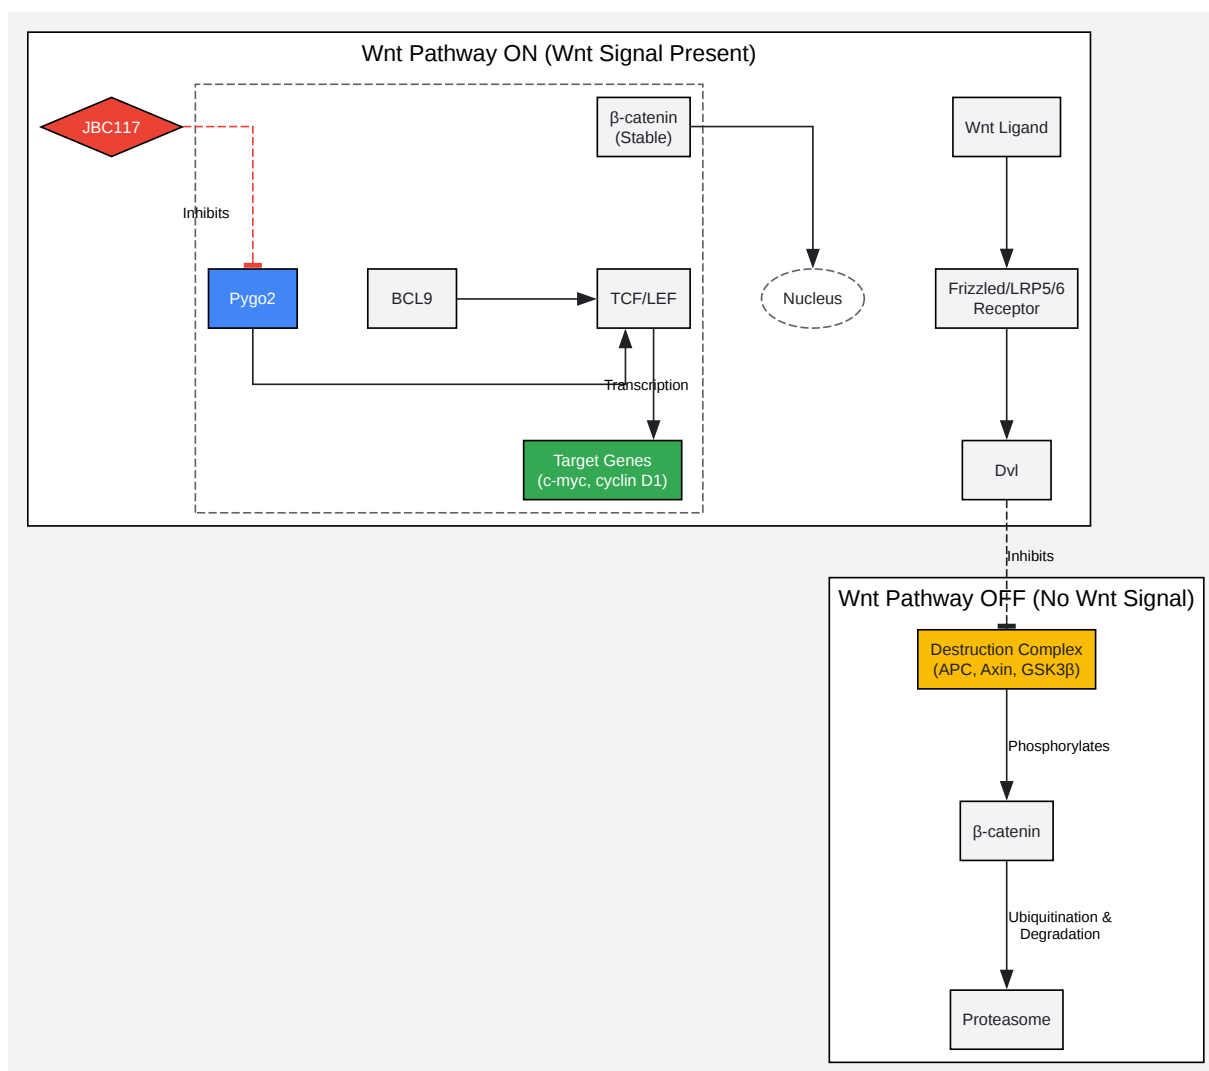 Wnt Pathway ON (Wnt Signal Present)
JBC117
β-catenin
(Stable)
Wnt Ligand
Inhibits
Pygo2
BCL9
TCF/LEF
Nucleus
Frizzled/LRP5/6
Receptor
Transcription
Target Genes
(c-myc, cyclin D1)
Dvl
Inhibits
Wnt Pathway OFF (No Wnt Signal)
Destruction Complex
(APC, Axin, GSK3β)
Phosphorylates
β-catenin
Ubiquitination &
Degradation
Proteasome